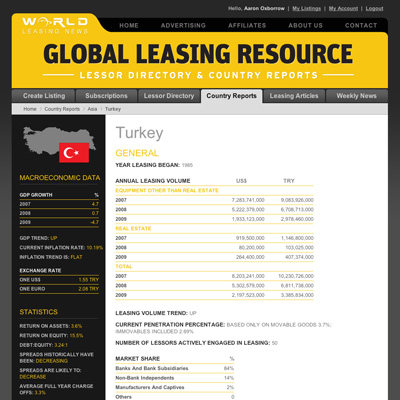 Hello, Aaron Oxborrow | My Listings | My Account | Logout
WORLD
LEASING NEWS
HOME ADVERTISING AFFILIATES ABOUT US CONTACT
GLOBAL LEASING RESOURCE
LESSOR DIRECTORY & COUNTRY REPORTS
Create Listing Subscriptions Lessor Directory Country Reports Leasing Articles Weekly News
Home Country Reports Asia Turkey
Turkey
GENERAL
YEAR LEASING BEGAN: 1985
ANNUAL LEASING VOLUME US$ TRY
EQUIPMENT OTHER THAN REAL ESTATE
2007 7,283,741,000 9,083,926,000
2008 5,222,379,000 6,708,713,000
2009 1,933,123,000 2,978,460,000
REAL ESTATE
2007 919,500,000 1,146,800,000
2008 80,200,000 103,025,000
2009 264,400,000 407,374,000
TOTAL
2007 8,203,241,000 10,230,726,000
2008 5,302,579,000 6,811,738,000
2009 2,197,523,000 3,385,834,000
LEASING VOLUME TREND: UP
CURRENT PENETRATION PERCENTAGE: BASED ONLY ON MOVABLE GOODS 3.7%;
IMMOVABLES INCLUDED 2.88%
NUMBER OF LESSORS ACTIVELY ENGAGED IN LEASING: 50
MARKET SHARE %
Banks And Bank Subsidiaries 84%
Non-Bank Independents 14%
Manufacturers And Captives 2%
Others 0
MACROECONOMIC DATA
GDP GROWTH %
2007 4.7
2008 0.7
2009 -4.7
GDP TREND: UP
CURRENT INFLATION RATE: 10.19%
INFLATION TREND IS: FLAT
EXCHANGE RATE
ONE US$ 1.55 TRY
ONE EURO 2.08 TRY
STATISTICS
RETURN ON ASSETS: 3.6%
RETURN ON EQUITY: 15.5%
DEBT:EQUITY: 3.24:1
SPREADS HISTORICALLY HAVE
BEEN: DECREASING
SPREADS ARE LIKELY TO:
DECREASE
AVERAGE FULL YEAR CHARGE
OFFS: 3.3%